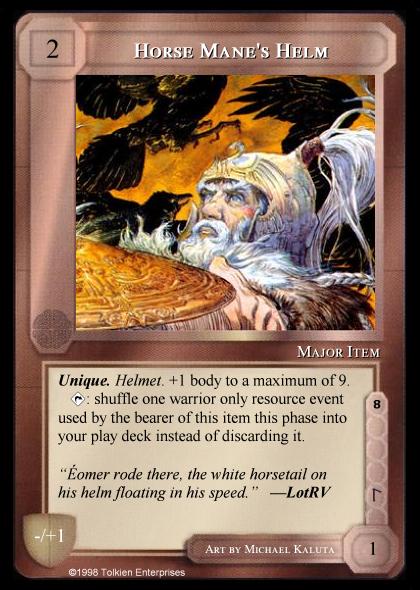 2
HORSE MANE'S HELM
MAJOR ITEM
Unique. Helmet. +1 body to a maximum of 9.
: shuffle one warrior only resource event
used by the bearer of this item this phase into
your play deck instead of discarding it.
“Éomer rode there, the white horsetail on
his helm floating in his speed.” —LotRV
8
-/+1
ART BY MICHAEL KALUTA
1
©1998 Tolkien Enterprises